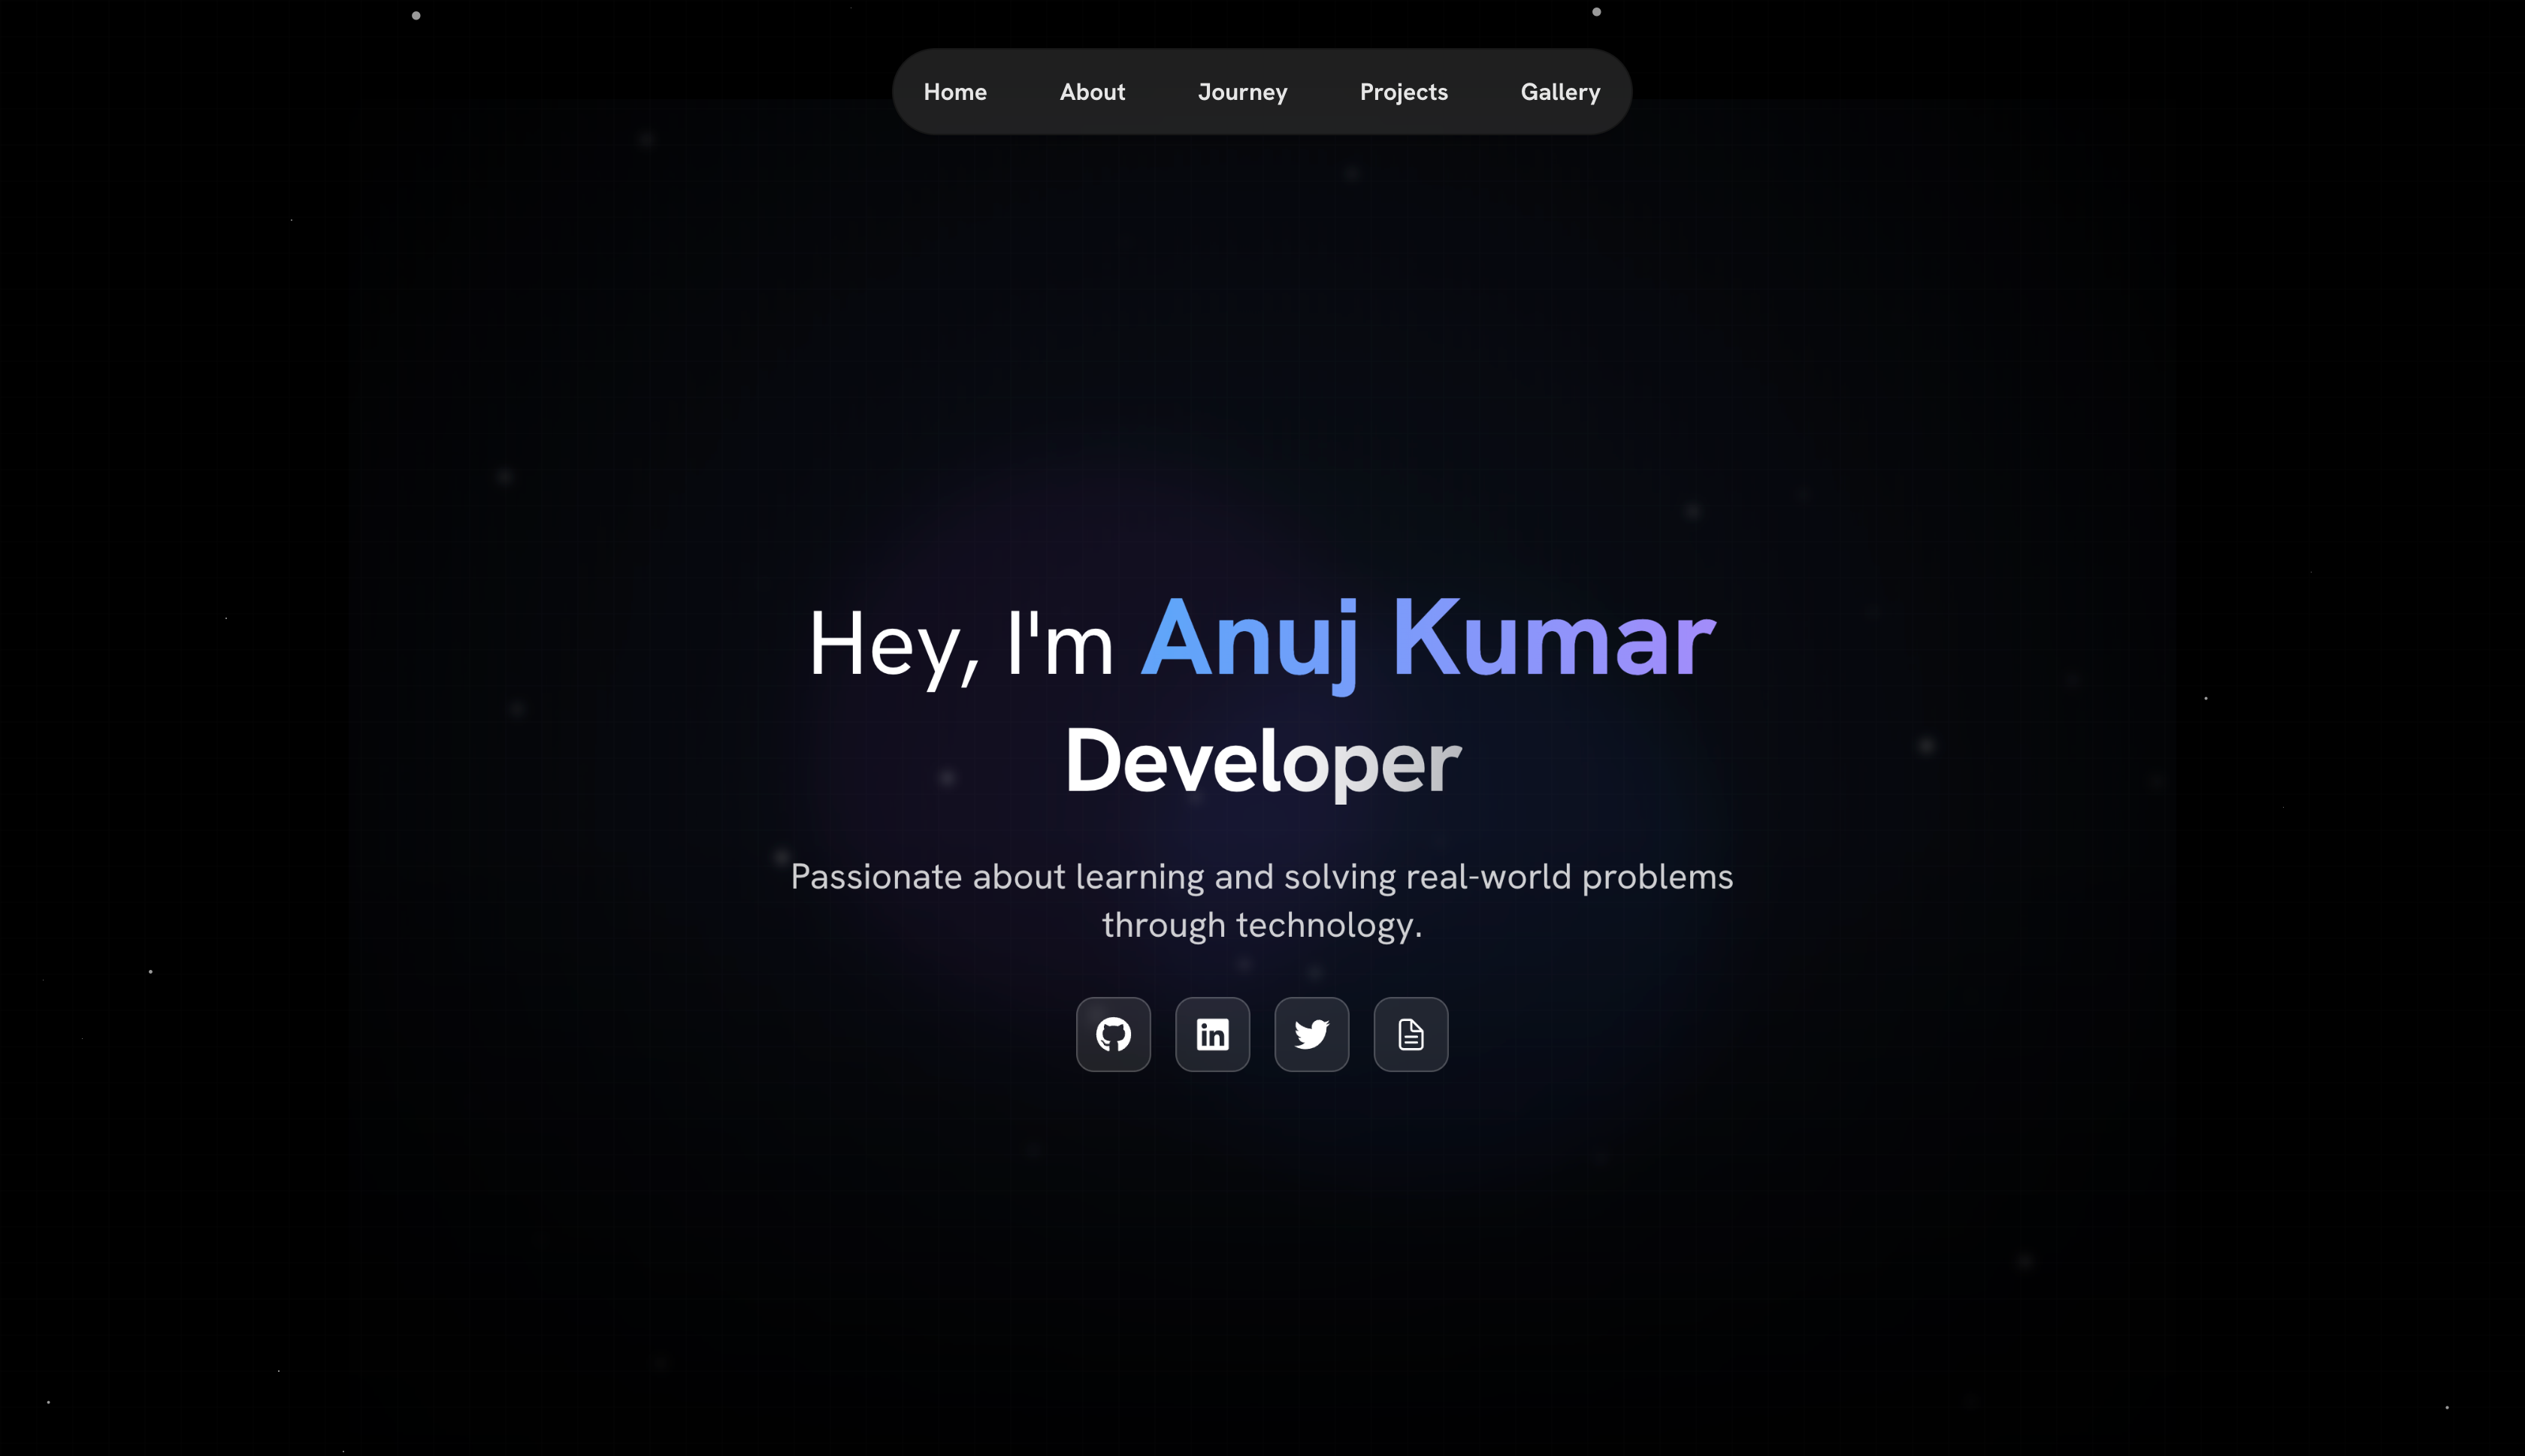 Home About Journey Projects Gallery
Hey, I'm Anuj Kumar
Developer
Passionate about learning and solving real-world problems
through technology.
in